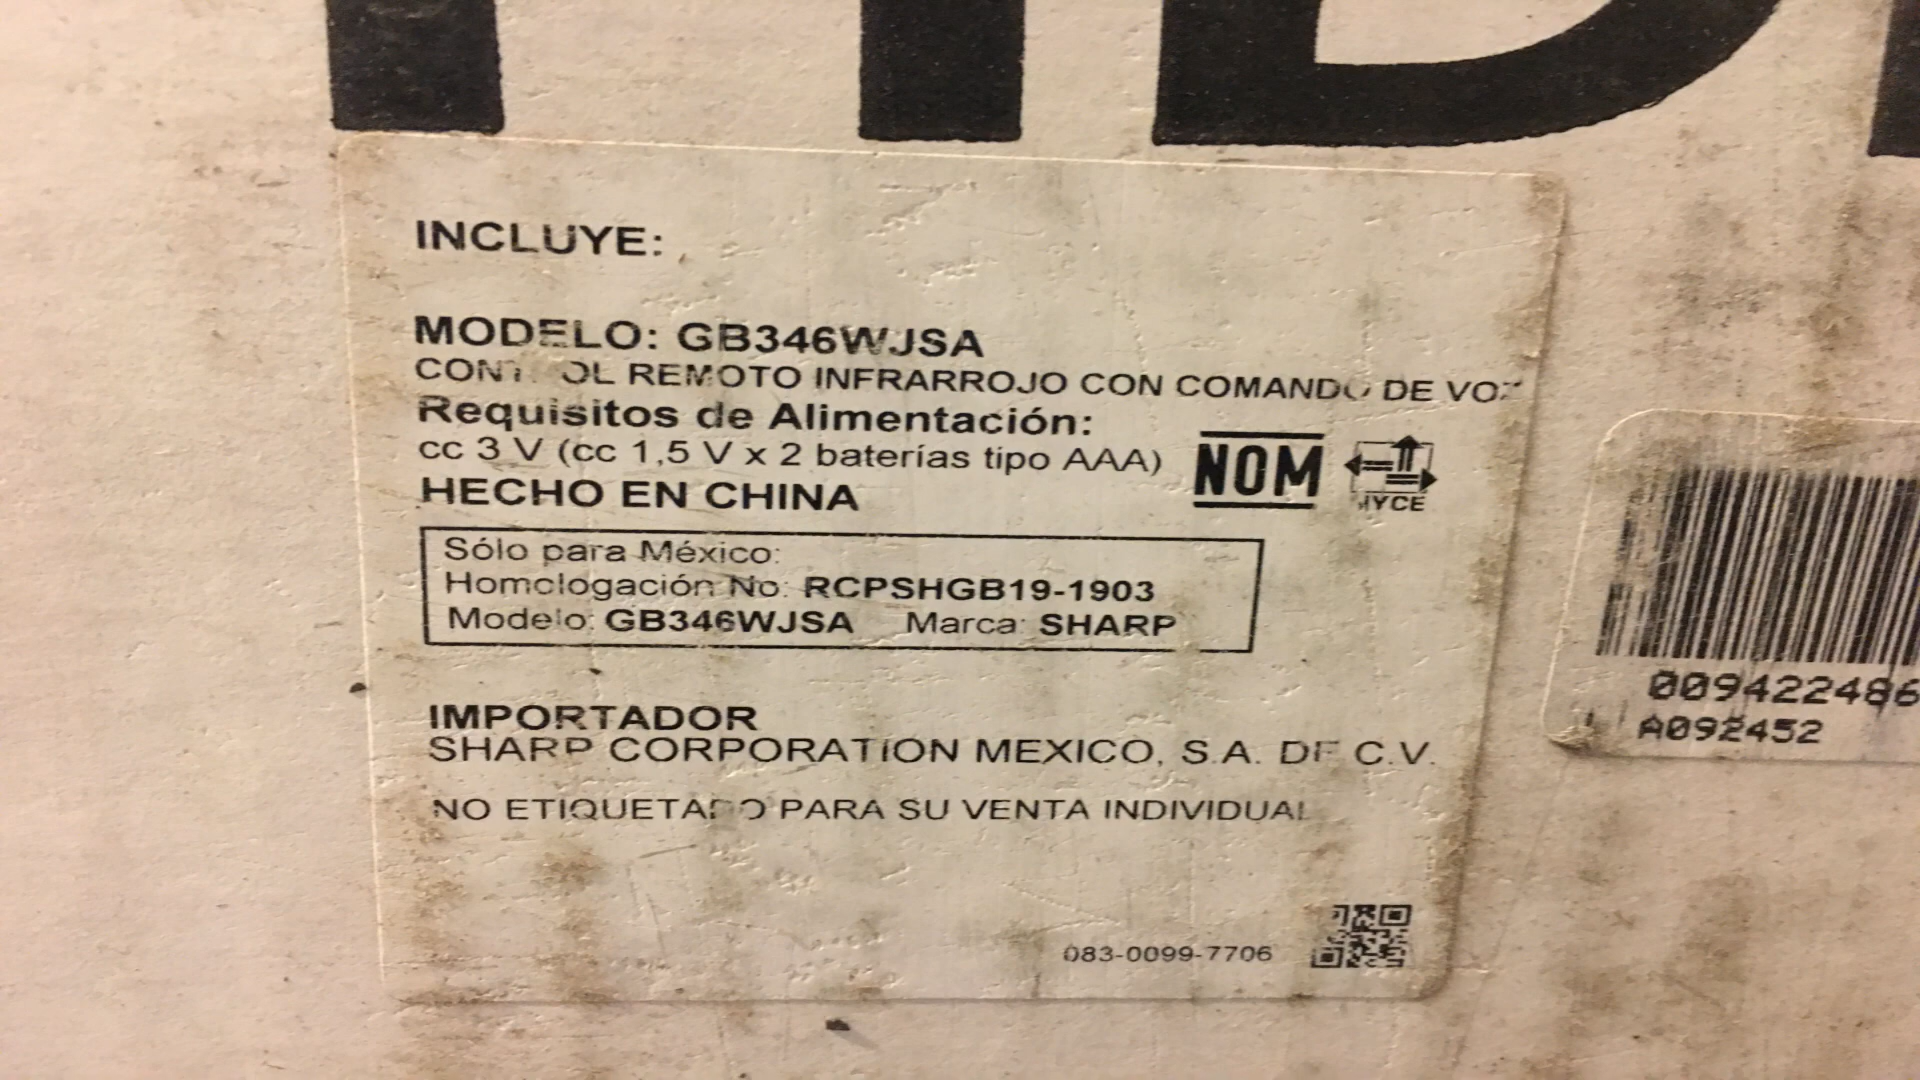 INCLUYE:
MODELO: GB346WJSA
CONTROL REMOTO INFRARROJO CON COMANDO DE VOZ
Requisitos de Alimentación:
cc 3 V (cc 1,5 V x 2 baterías tipo AAA)
NOM
NYCE
HECHO EN CHINA
Sólo para México:
Homologación No: RCPSHGB19-1903
Modelo: GB346WJSA Marca: SHARP
009422486
A092452
IMPORTADOR
SHARP CORPORATION MEXICO, S.A. DE C.V.
NO ETIQUETADO PARA SU VENTA INDIVIDUAL
083-0099-7706